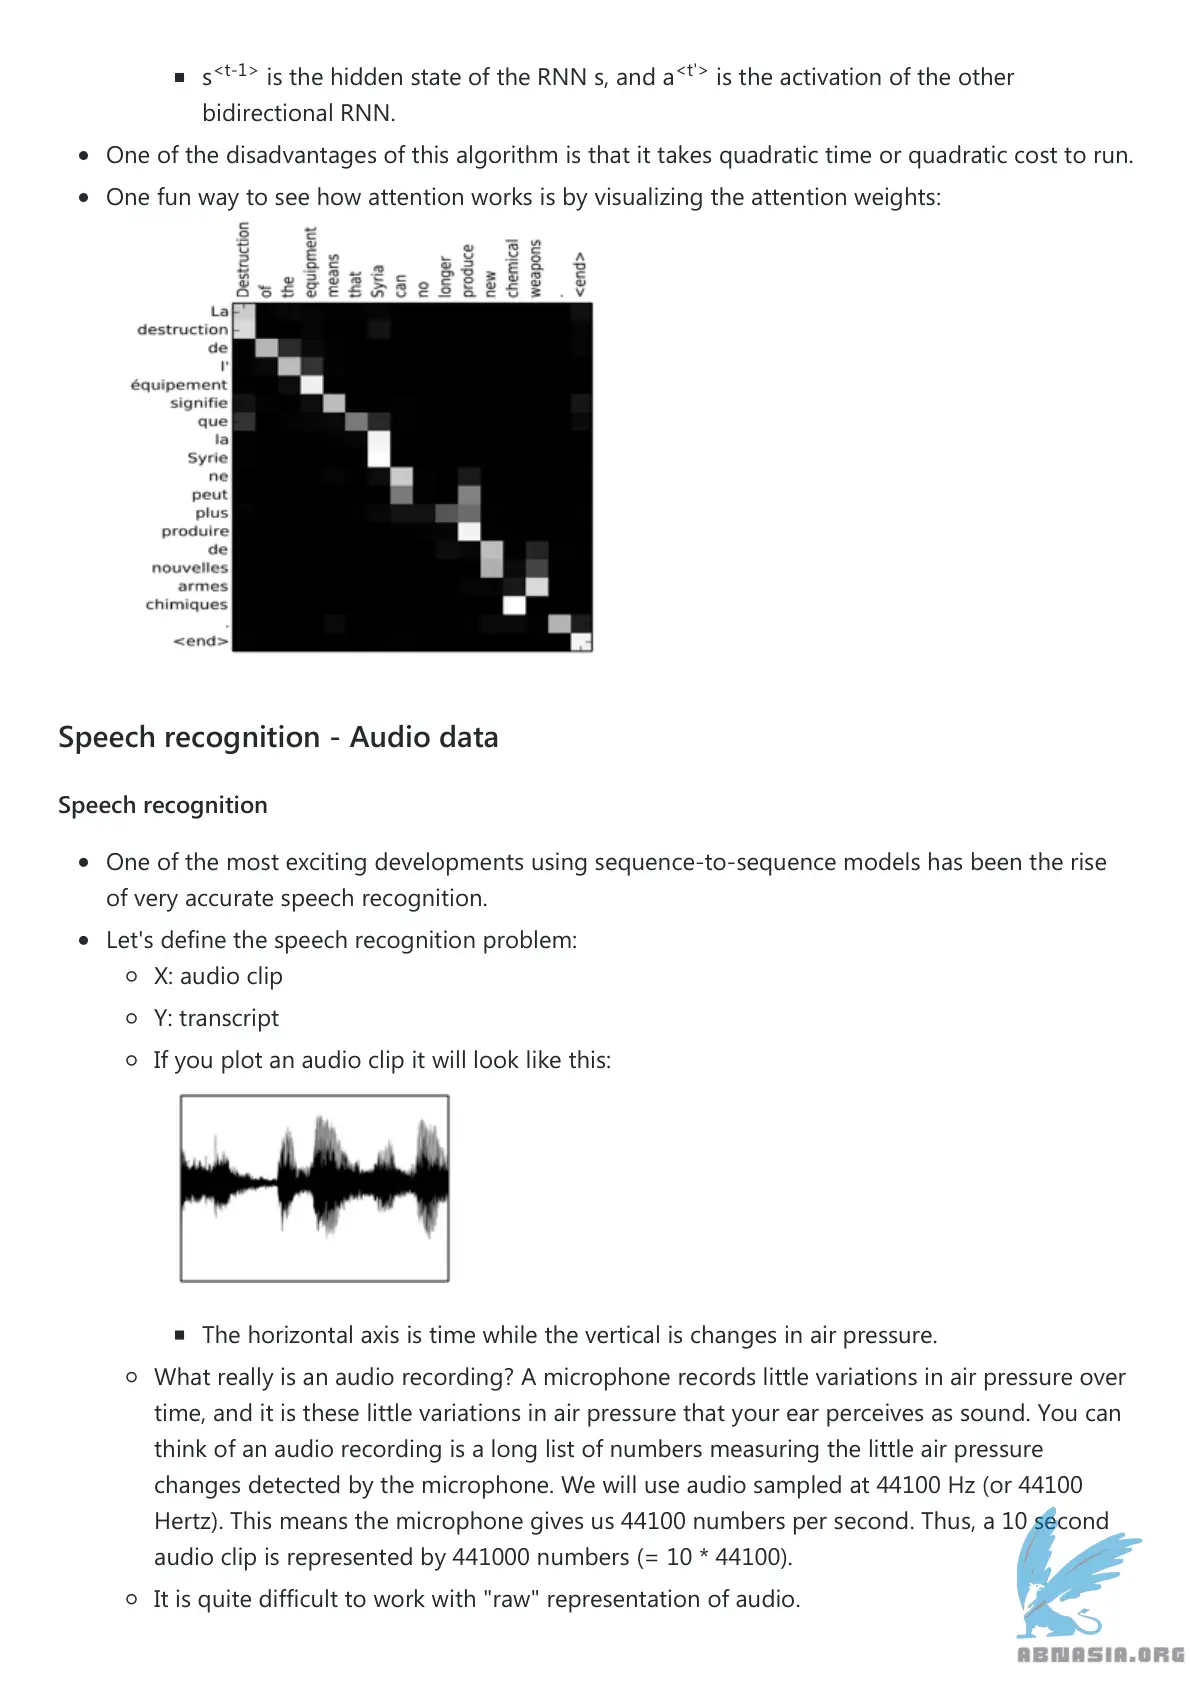 s<t-1> is the hidden state of the RNN s, and a<t'> is the activation of the other
bidirectional RNN.
One of the disadvantages of this algorithm is that it takes quadratic time or quadratic cost to run.
One fun way to see how attention works is by visualizing the attention weights:
Destruction
of
the
equipment
means
that
Syria
can
no
longer
produce
new
chemical
weapons
.
<end>
La
destruction
de
l'
équipement
signifie
que
la
Syrie
ne
peut
plus
produire
de
nouvelles
armes
chimiques
.
<end>
Speech recognition - Audio data
Speech recognition
One of the most exciting developments using sequence-to-sequence models has been the rise
of very accurate speech recognition.
Let's define the speech recognition problem:
X: audio clip
Y: transcript
If you plot an audio clip it will look like this:
The horizontal axis is time while the vertical is changes in air pressure.
What really is an audio recording? A microphone records little variations in air pressure over
time, and it is these little variations in air pressure that your ear perceives as sound. You can
think of an audio recording is a long list of numbers measuring the little air pressure
changes detected by the microphone. We will use audio sampled at 44100 Hz (or 44100
Hertz). This means the microphone gives us 44100 numbers per second. Thus, a 10 second
audio clip is represented by 441000 numbers (= 10 * 44100).
It is quite difficult to work with "raw" representation of audio.
ABNASIA.ORG